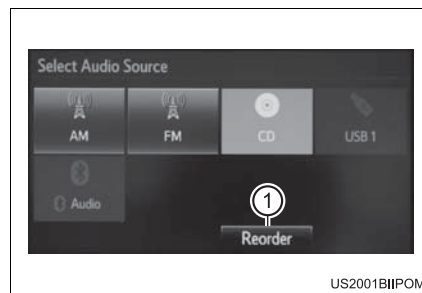 Select Audio Source
AM
FM
CD
USB 1
Audio
1
Reorder
US2001BIIPOM